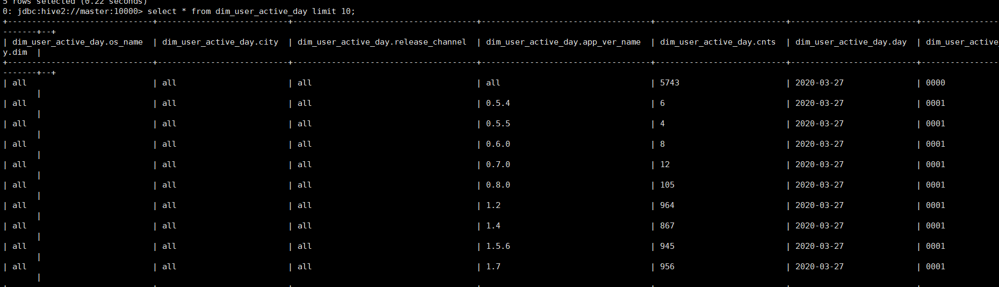 5 rows selected (0.22 seconds)
0: jdbc:hive2://master:10000> select * from dim_user_active_day limit 10;
+------------------------------+---------------------------+--------------------------------------+-----------------------------------+---------------------------+--------------------------+----------------
-------+--+
| dim_user_active_day.os_name  | dim_user_active_day.city  | dim_user_active_day.release_channel  | dim_user_active_day.app_ver_name  | dim_user_active_day.cnts  | dim_user_active_day.day  | dim_user_active_
y.dim  |
+------------------------------+---------------------------+--------------------------------------+-----------------------------------+---------------------------+--------------------------+----------------
-------+--+
| all                          | all                       | all                                  | all                               | 5743                      | 2020-03-27               | 0000
       |
| all                          | all                       | all                                  | 0.5.4                             | 6                         | 2020-03-27               | 0001
       |
| all                          | all                       | all                                  | 0.5.5                             | 4                         | 2020-03-27               | 0001
       |
| all                          | all                       | all                                  | 0.6.0                             | 8                         | 2020-03-27               | 0001
       |
| all                          | all                       | all                                  | 0.7.0                             | 12                        | 2020-03-27               | 0001
       |
| all                          | all                       | all                                  | 0.8.0                             | 105                       | 2020-03-27               | 0001
       |
| all                          | all                       | all                                  | 1.2                               | 964                       | 2020-03-27               | 0001
       |
| all                          | all                       | all                                  | 1.4                               | 867                       | 2020-03-27               | 0001
       |
| all                          | all                       | all                                  | 1.5.6                             | 945                       | 2020-03-27               | 0001
       |
| all                          | all                       | all                                  | 1.7                               | 956                       | 2020-03-27               | 0001
       |